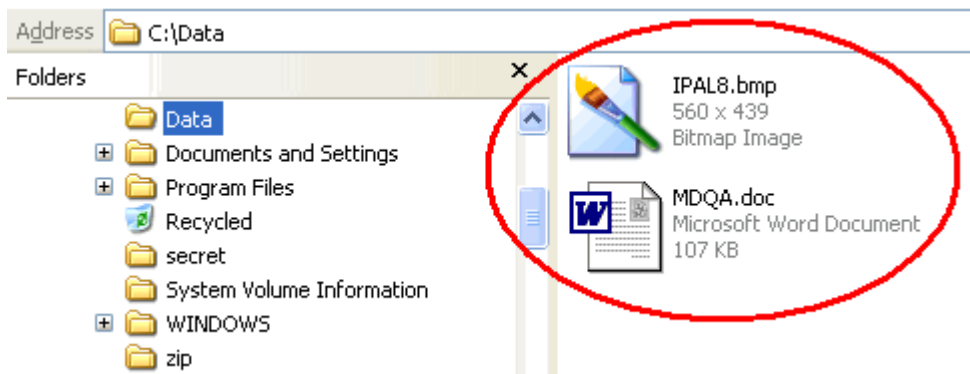 Address C:\Data
Folders
Data
Documents and Settings
Program Files
Recycled
secret
System Volume Information
WINDOWS
zip
IPAL8.bmp
560 x 439
Bitmap Image
MDQA.doc
Microsoft Word Document
107 KB